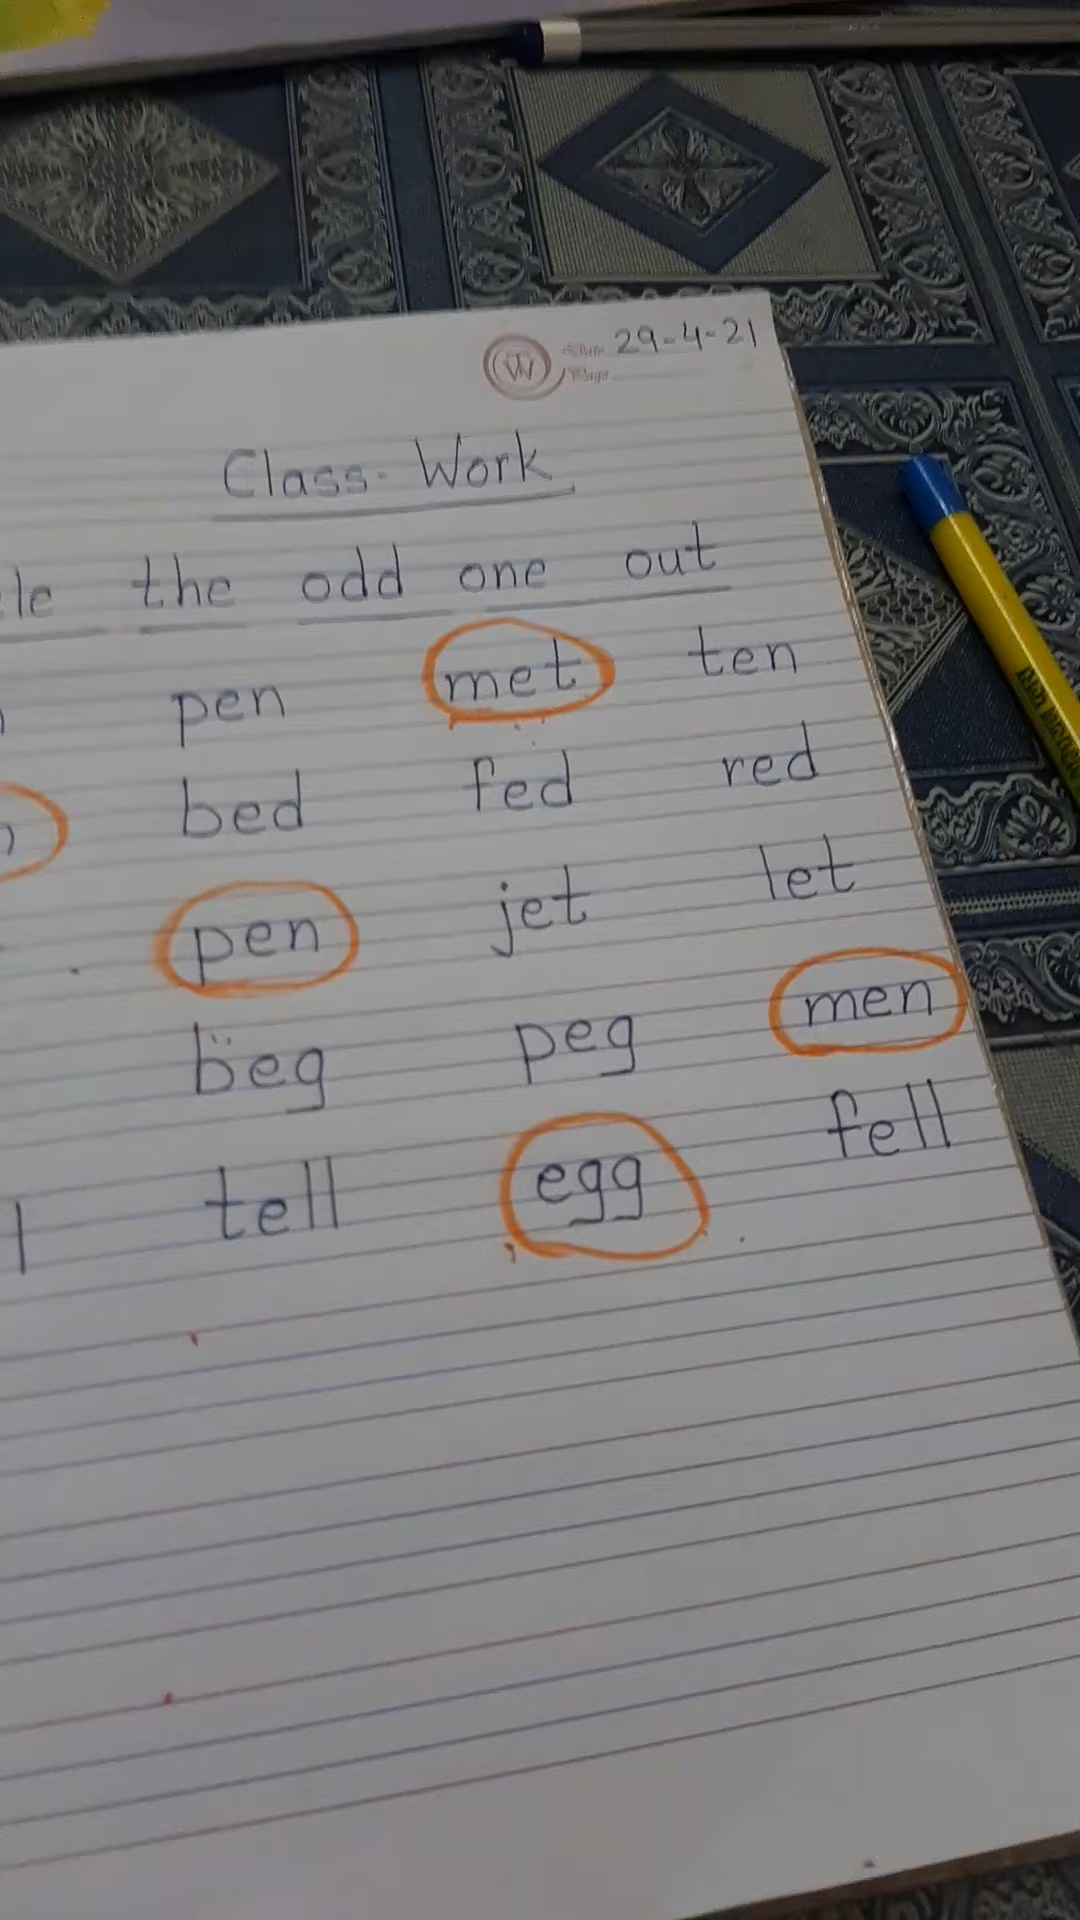 29-4-21
Class-Work
the odd one out
pen met ten
bed fed red
pen jet let
beg peg men
tell egg fell